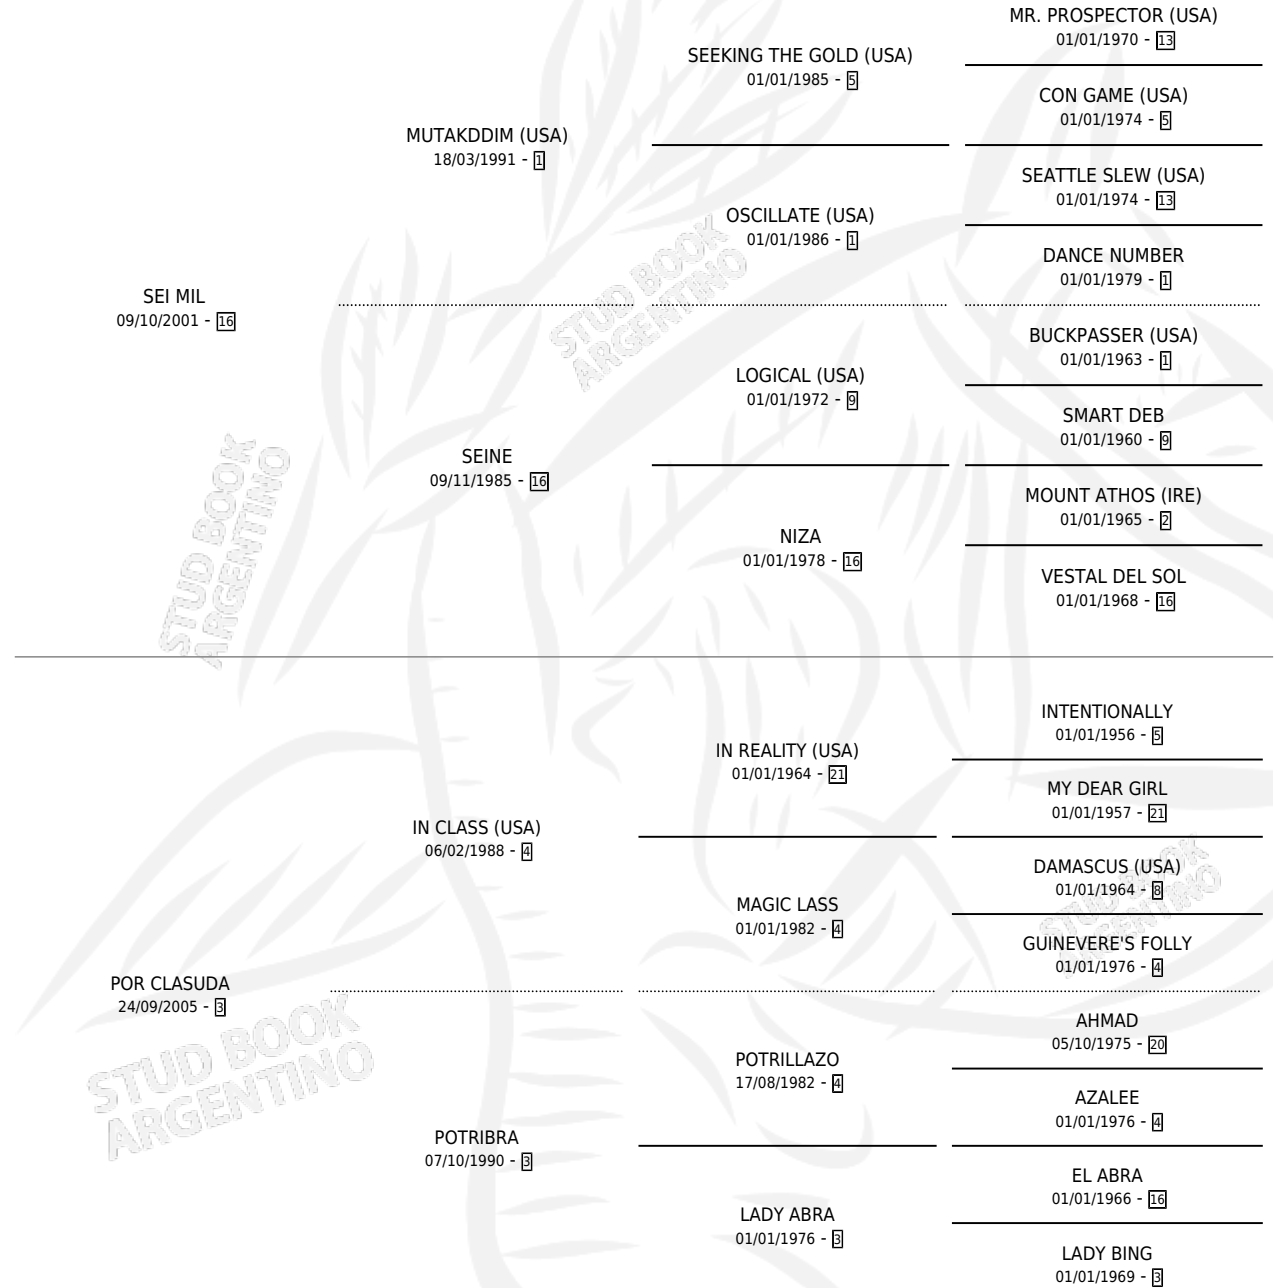 MR. PROSPECTOR (USA)
01/01/1970 - 13
SEEKING THE GOLD (USA)
01/01/1985 - 5
CON GAME (USA)
01/01/1974 - 5
MUTAKDDIM (USA)
18/03/1991 - 1
SEATTLE SLEW (USA)
01/01/1974 - 13
OSCILLATE (USA)
01/01/1986 - 1
DANCE NUMBER
01/01/1979 - 1
SEI MIL
09/10/2001 - 16
BUCKPASSER (USA)
01/01/1963 - 1
LOGICAL (USA)
01/01/1972 - 9
SMART DEB
01/01/1960 - 9
SEINE
09/11/1985 - 16
MOUNT ATHOS (IRE)
01/01/1965 - 2
NIZA
01/01/1978 - 16
VESTAL DEL SOL
01/01/1968 - 16
STUD BOOK
ARGENTINO
STUD BOOK
ARGENTINO
INTENTIONALLY
01/01/1956 - 5
IN REALITY (USA)
01/01/1964 - 21
MY DEAR GIRL
01/01/1957 - 21
IN CLASS (USA)
06/02/1988 - 4
DAMASCUS (USA)
01/01/1964 - 8
MAGIC LASS
01/01/1982 - 4
GUINEVERE'S FOLLY
01/01/1976 - 4
POR CLASUDA
24/09/2005 - 3
AHMAD
05/10/1975 - 20
POTRILLAZO
17/08/1982 - 4
AZALEE
01/01/1976 - 4
POTRIBRA
07/10/1990 - 3
EL ABRA
01/01/1966 - 16
LADY ABRA
01/01/1976 - 3
LADY BING
01/01/1969 - 3
STUD BOOK
ARGENTINO
STUD BOOK
ARGENTINO